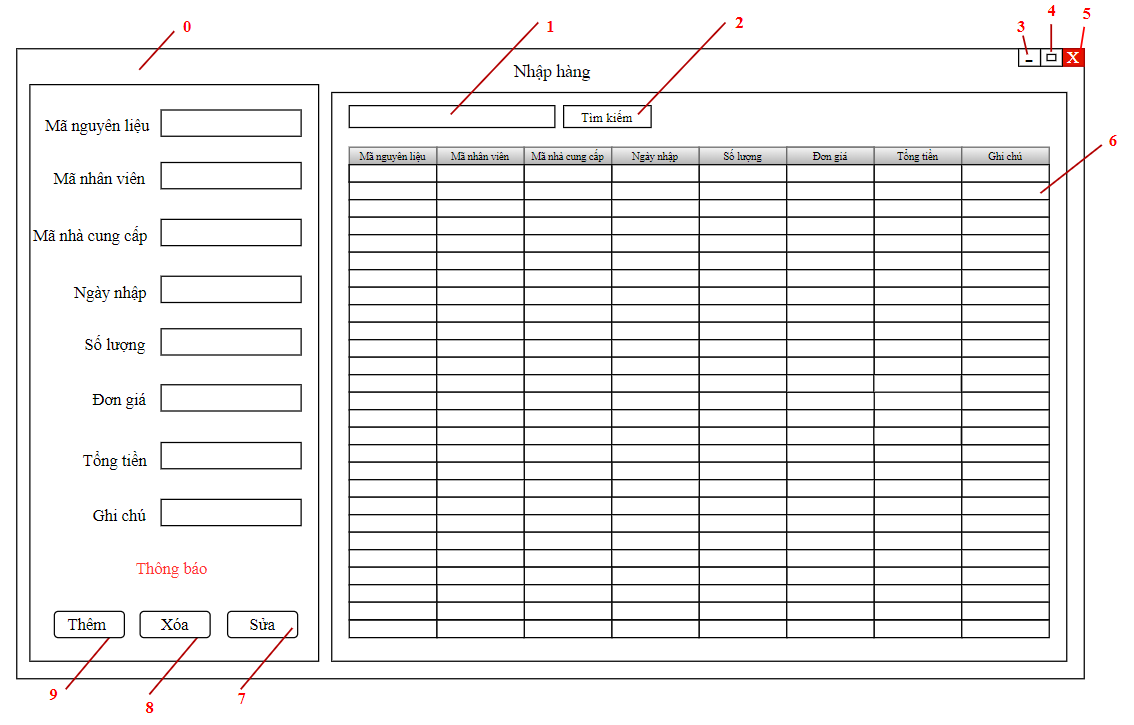 0
1
2
3
4
5
X
Nhập hàng
Mã nguyên liệu
Mã nhân viên
Mã nhà cung cấp
Ngày nhập
Số lượng
Đơn giá
Tổng tiền
Ghi chú
Thông báo
Thêm
Xóa
Sửa
Tìm kiếm
Mã nguyên liệu Mã nhân viên Mã nhà cung cấp Ngày nhập Số lượng Đơn giá Tổng tiền Ghi chú
6
9
8
7